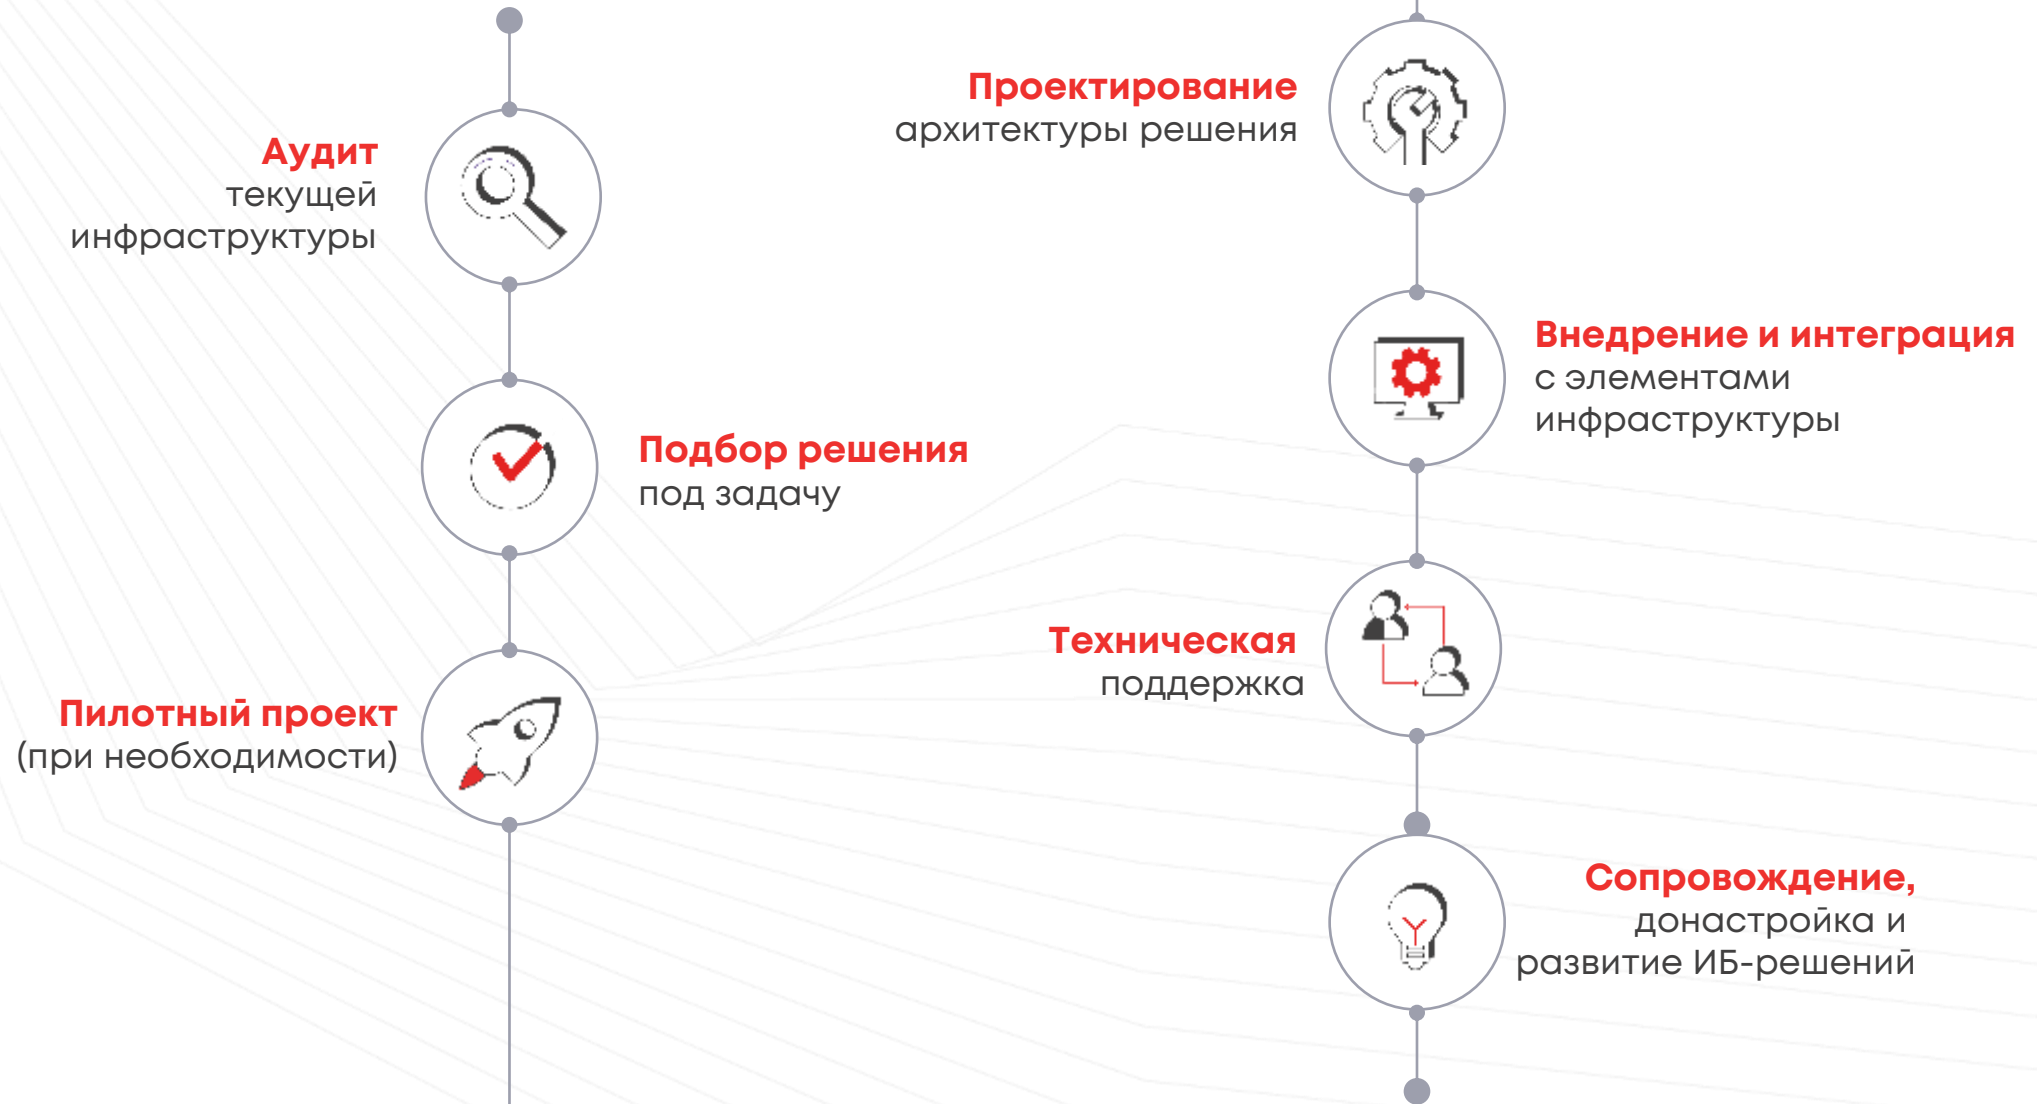 Аудит
текущей
инфраструктуры
Подбор решения
под задачу
Пилотный проект
(при необходимости)
Проектирование
архитектуры решения
Внедрение и интеграция
с элементами
инфраструктуры
Техническая
поддержка
Сопровождение,
донастройка и
развитие ИБ-решений